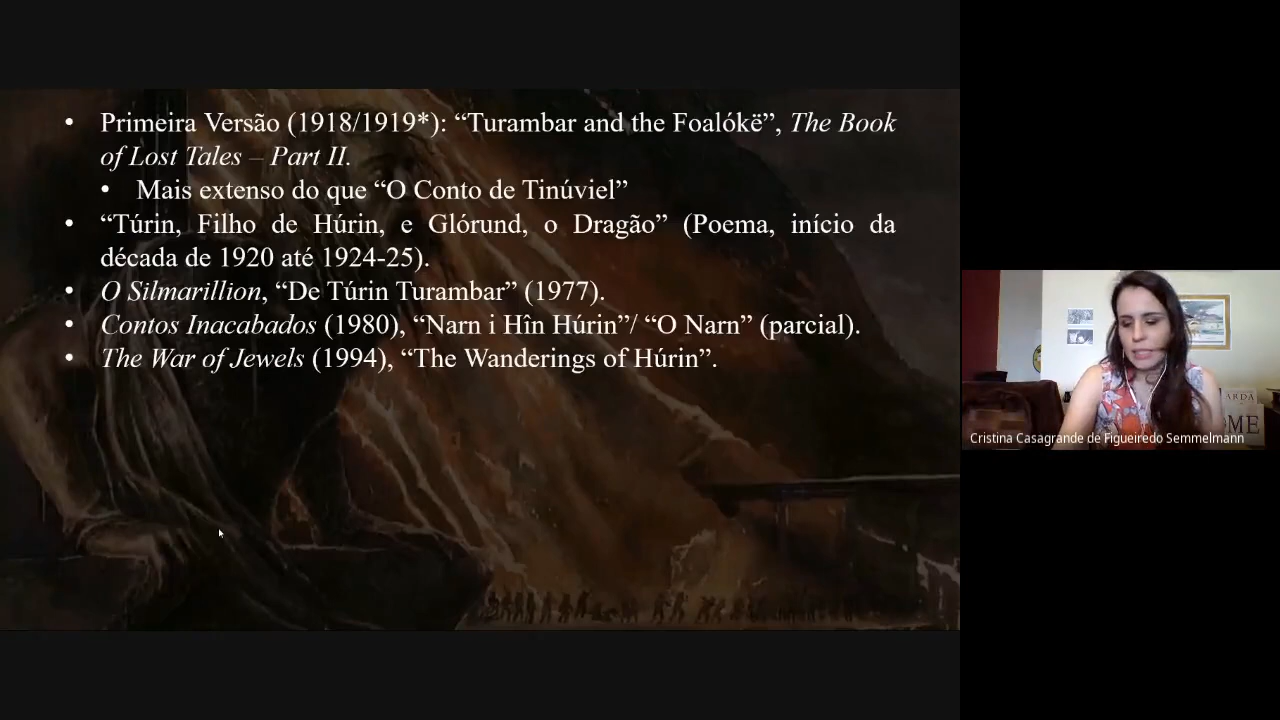 • Primeira Versão (1918/1919*): “Turambar and the Foalókë”, The Book
of Lost Tales – Part II.
• Mais extenso do que “O Conto de Tinúviel”
• “Túrin, Filho de Húrin, e Glórund, o Dragão” (Poema, início da
década de 1920 até 1924-25).
• O Silmarillion, “De Túrin Turambar” (1977).
• Contos Inacabados (1980), “Narn i Hîn Húrin”/ “O Narn” (parcial).
• The War of Jewels (1994), “The Wanderings of Húrin”.
ARDA
ME
Cristina Casagrande de Figueiredo Semmelmann